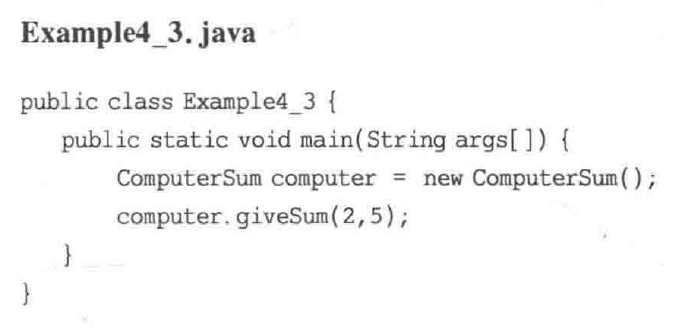 Example4_3.java
public class Example4_3 {
public static void main(String args[]) {
ComputerSum computer = new ComputerSum();
computer.giveSum(2,5);
}
}